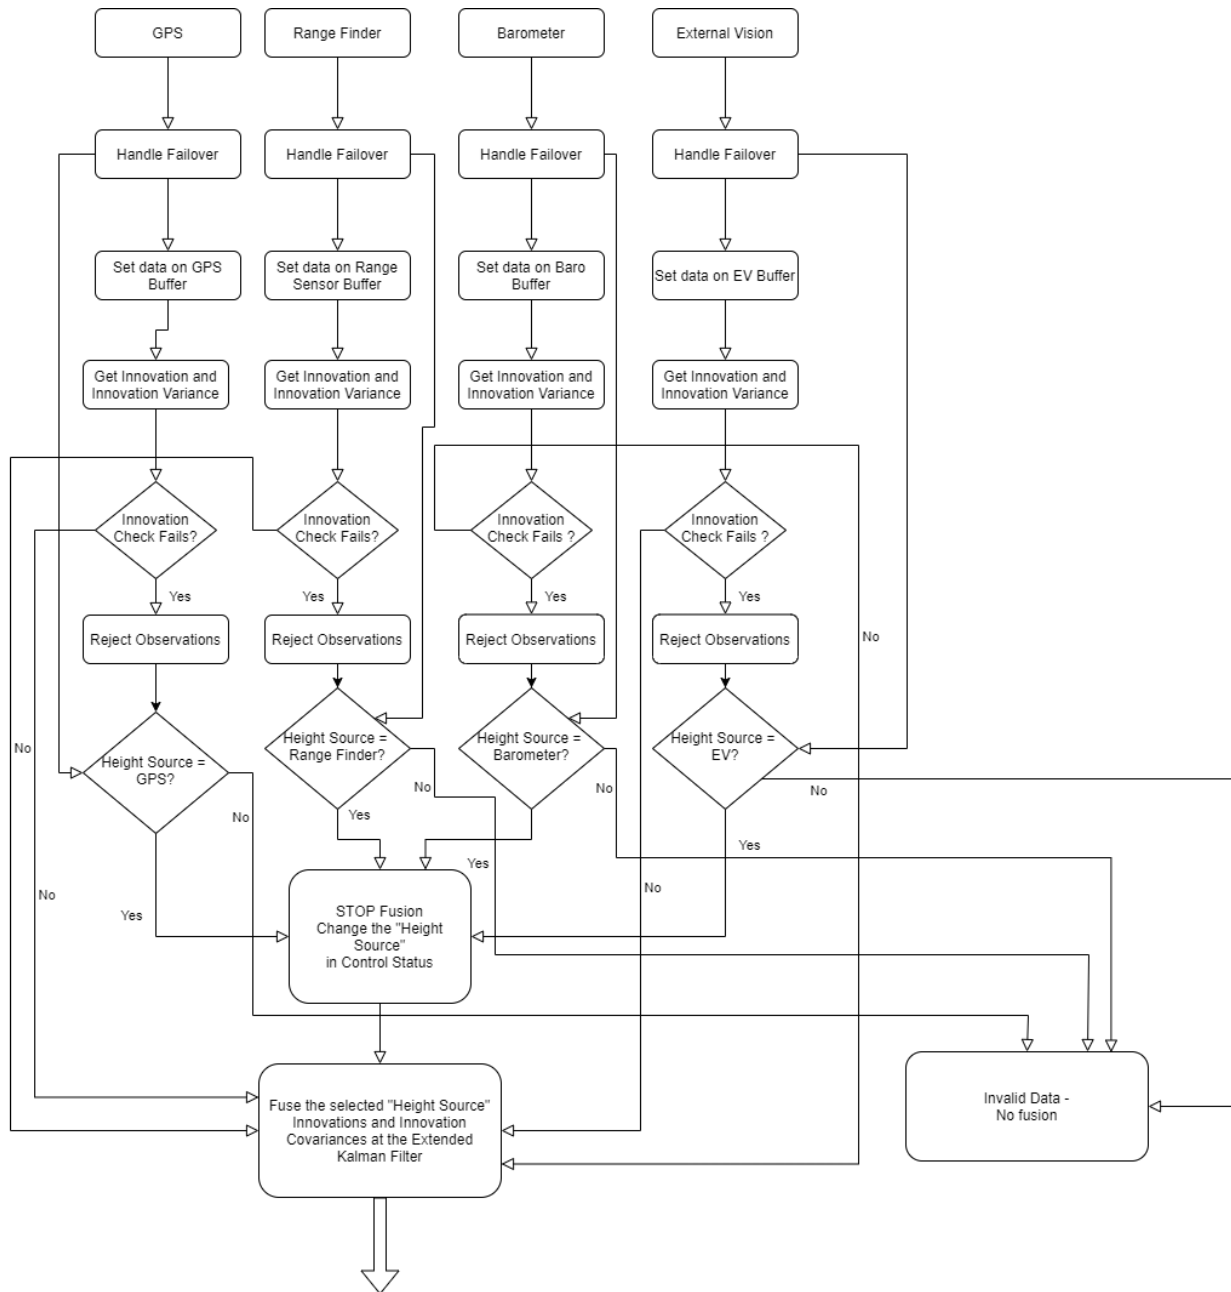 GPS
Range Finder
Barometer
External Vision
Handle Failover
Handle Failover
Handle Failover
Handle Failover
Set data on GPS
Buffer
Set data on Range
Sensor Buffer
Set data on Baro
Buffer
Set data on EV Buffer
Get Innovation and
Innovation Variance
Get Innovation and
Innovation Variance
Get Innovation and
Innovation Variance
Get Innovation and
Innovation Variance
Innovation
Check Fails?
Innovation
Check Fails?
Innovation
Check Fails ?
Innovation
Check Fails ?
Yes
Yes
Yes
Yes
Reject Observations
Reject Observations
Reject Observations
Reject Observations
No
No
Height Source =
GPS?
Height Source =
Range Finder?
Height Source =
Barometer?
Height Source =
EV?
No
No
No
No
Yes
Yes
Yes
Yes
No
No
STOP Fusion
Change the "Height
Source"
in Control Status
Fuse the selected "Height Source"
Innovations and Innovation
Covariances at the Extended
Kalman Filter
Invalid Data -
No fusion